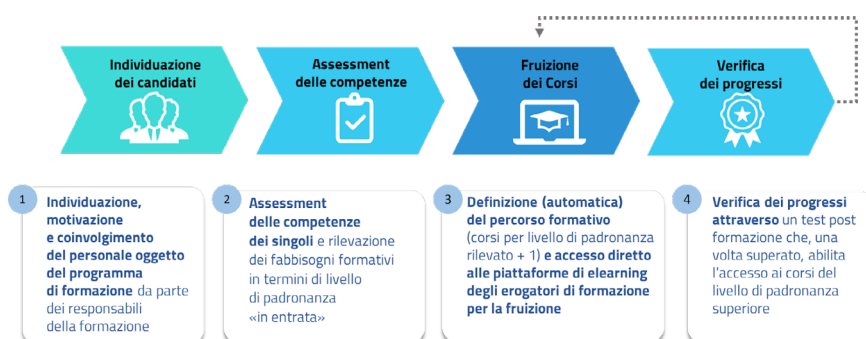 Individuazione
dei candidati
Assessment
delle competenze
Fruizione
dei Corsi
Verifica
dei progressi
1
Individuazione,
motivazione
e coinvolgimento
del personale oggetto
del programma
di formazione da parte
dei responsabili
della formazione
2
Assessment
delle competenze
dei singoli e rilevazione
dei fabbisogni formativi
in termini di livello
di padronanza
«in entrata»
3
Definizione (automatica)
del percorso formativo
(corsi per livello di padronanza
rilevato + 1) e accesso diretto
alle piattaforme di elearning
degli erogatori di formazione
per la fruizione
4
Verifica dei progressi
attraverso un test post
formazione che, una
volta superato, abilita
l'accesso ai corsi del
livello di padronanza
superiore